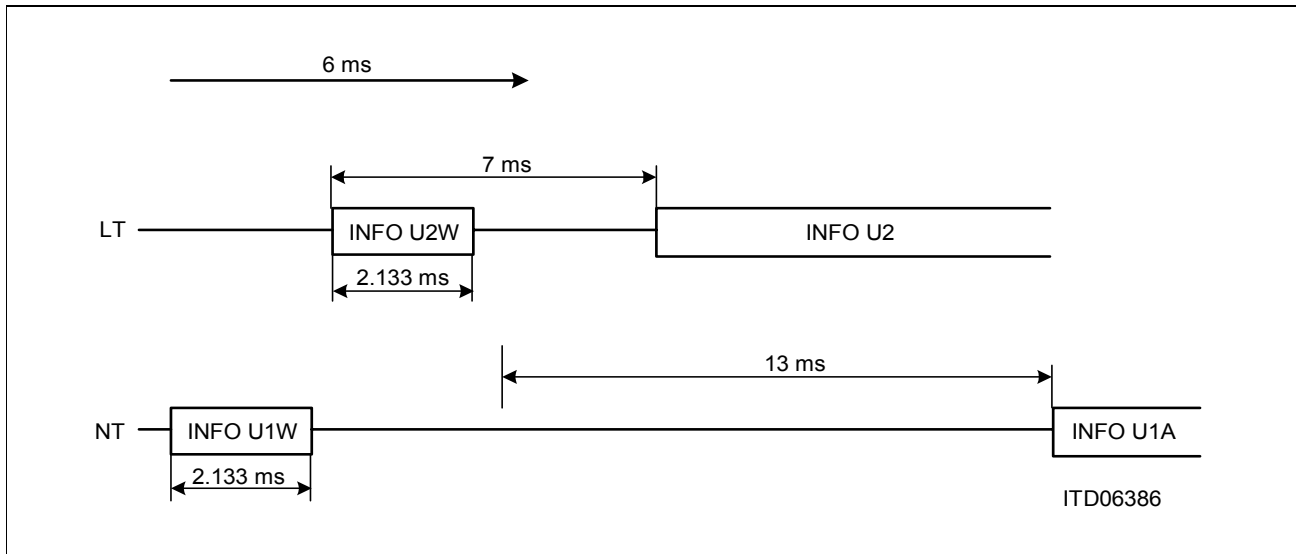 6 ms
7 ms
LT
INFO U2W
INFO U2
2.133 ms
13 ms
NT
INFO U1W
INFO U1A
2.133 ms
ITD06386